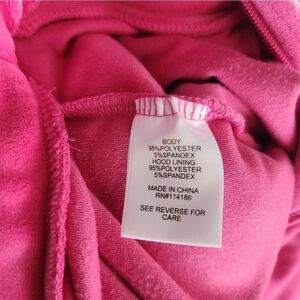 BODY
95%POLYESTER
5%SPANDEX
HOOD LINING
95%POLYESTER
5%SPANDEX
MADE IN CHINA
RN#114186
SEE REVERSE FOR
CARE